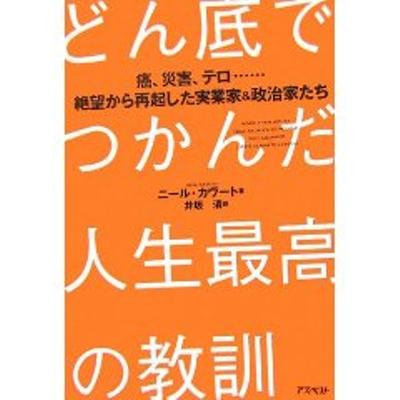 どん底で
癌、災害、テロ……
絶望から再起した実業家&政治家たち
つかんだ
ニール・カヴート著
井坂 清訳
人生最高
の教訓
アスペクト